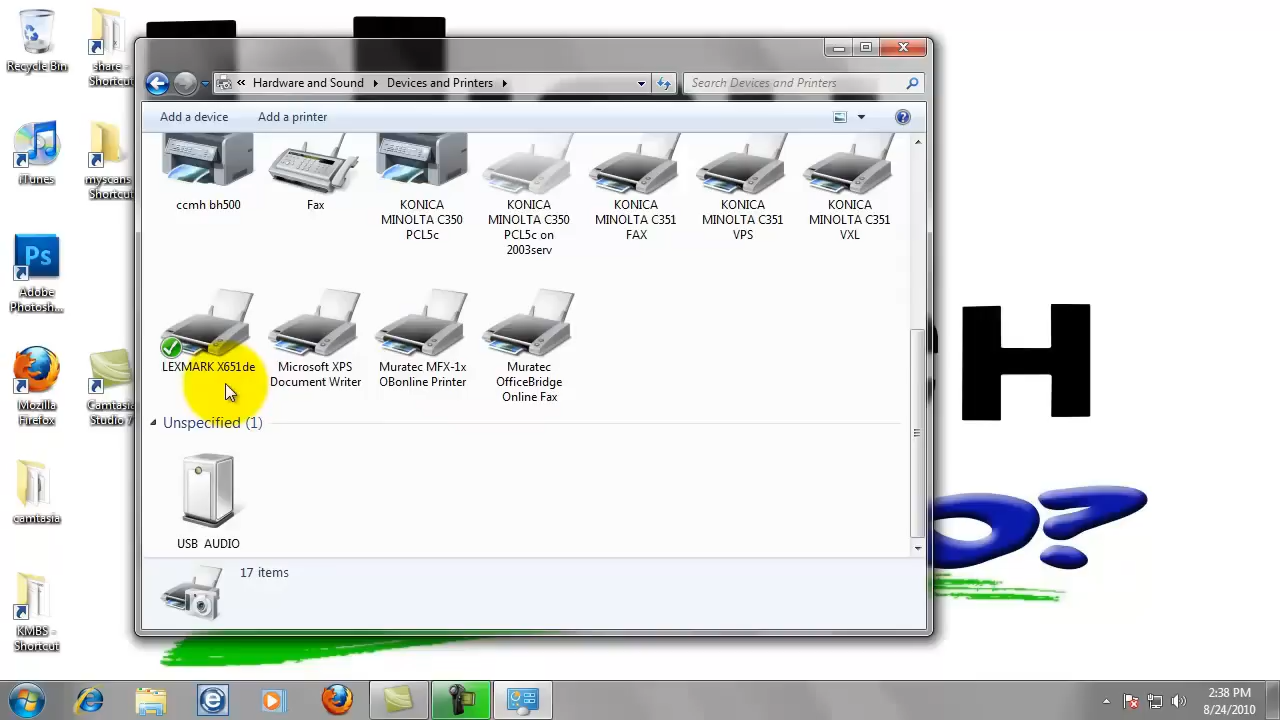 Recycle Bin
share -
Shortcut
iTunes
myscans
Shortcut
Ps
Adobe
Photosh...
Mozilla
Firefox
Camtasia
Studio 7
camtasia
KMBS -
Shortcut
« Hardware and Sound Devices and Printers
Search Devices and Printers
Add a device Add a printer
ccmh bh500
Fax
KONICA
MINOLTA C350
PCL5c
KONICA
MINOLTA C350
PCL5c on
2003serv
KONICA
MINOLTA C351
FAX
KONICA
MINOLTA C351
VPS
KONICA
MINOLTA C351
VXL
LEXMARK X651de
Microsoft XPS
Document Writer
Muratec MFX-1x
OBonline Printer
Muratec
OfficeBridge
Online Fax
Unspecified (1)
USB AUDIO
17 items
H
O?
2:38 PM
8/24/2010